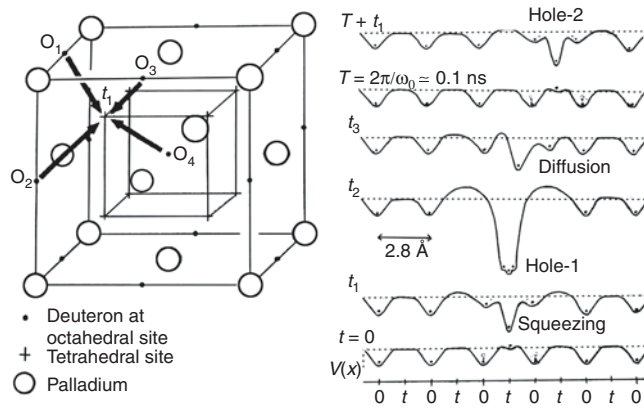 O1
O3
t1
O2
O4
Deuteron at
octahedral site
Tetrahedral site
Palladium
T + t1
Hole-2
T = 2π/ω0 ≃ 0.1 ns
t3
Diffusion
t2
2.8 Å
Hole-1
t1
Squeezing
t = 0
V(x)
0 t 0 t 0 t 0 t 0 t 0